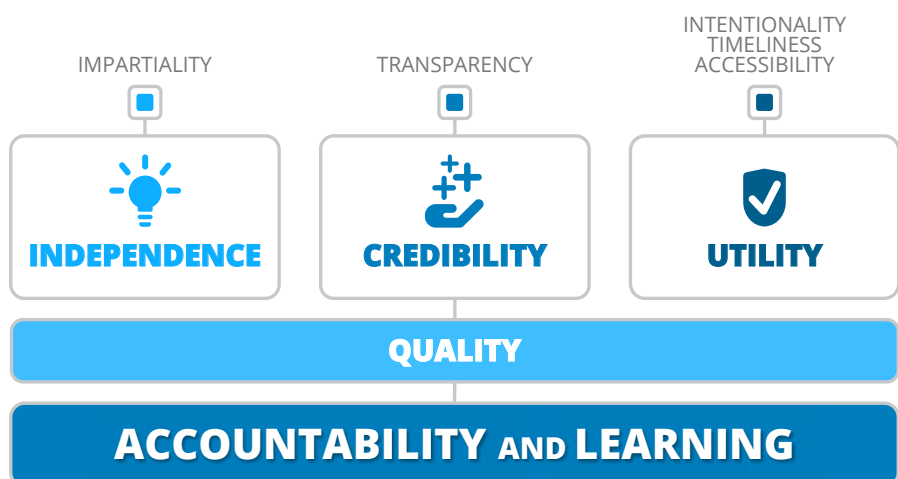 IMPARTIALITY
TRANSPARENCY
INTENTIONALITY
TIMELINESS
ACCESSIBILITY
INDEPENDENCE
CREDIBILITY
UTILITY
QUALITY
ACCOUNTABILITY AND LEARNING